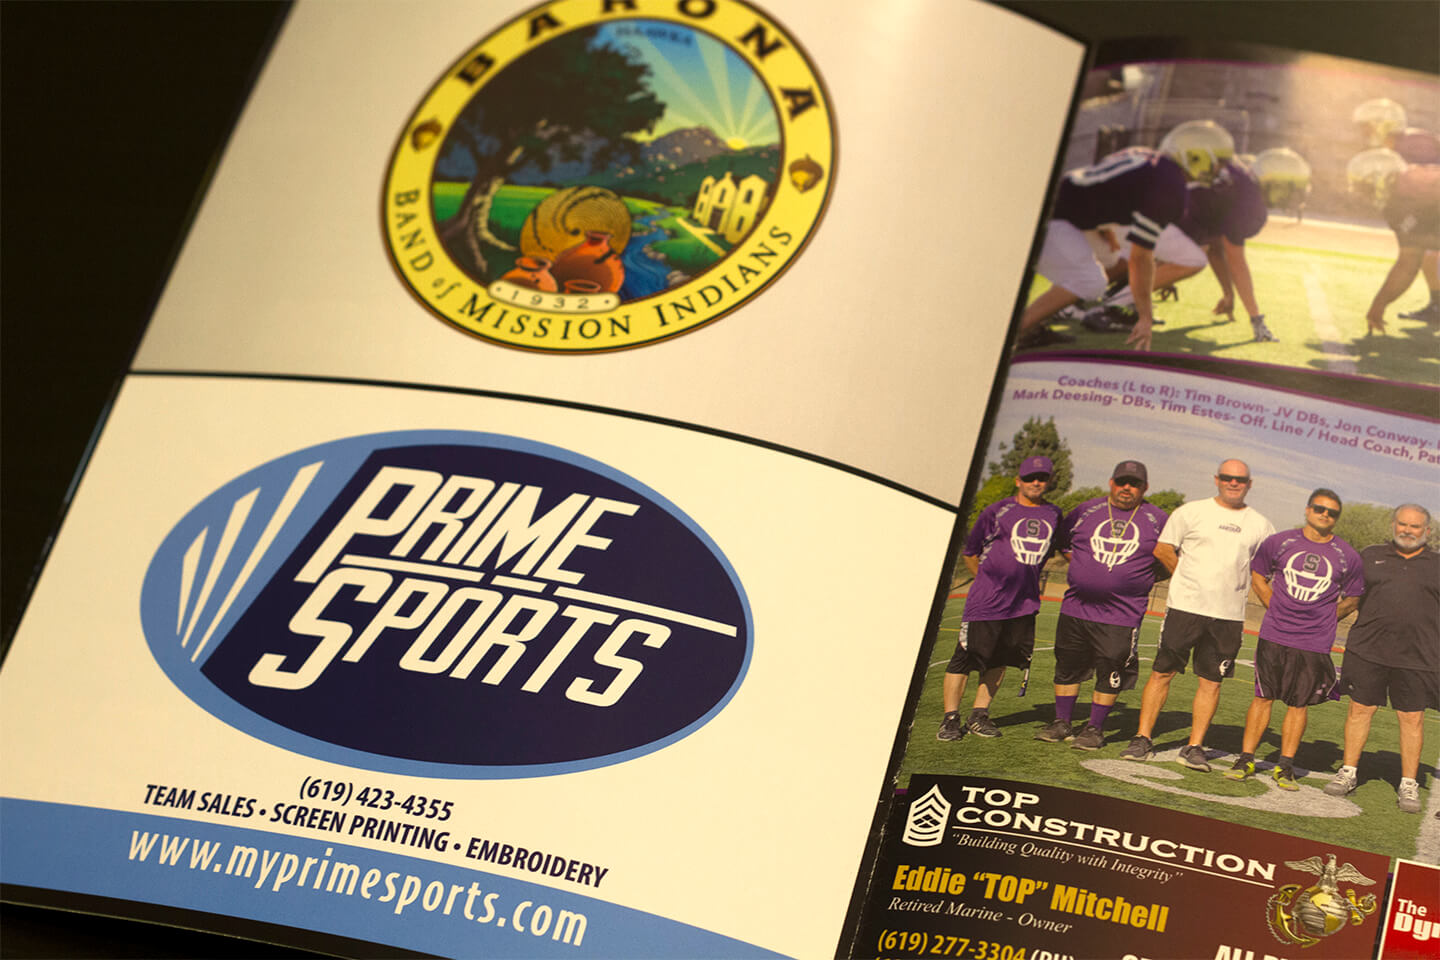 BARONA
BAND of MISSION INDIANS
1932
PRIME
SPORTS
(619) 423-4355
TEAM SALES • SCREEN PRINTING • EMBROIDERY
www.myprimesports.com
Coaches (L to R): Tim Brown- JV DBs, Jon Conway-
Mark Deesing- DBs, Tim Estes- Off, Line / Head Coach, Pat
S
S
S
TOP
CONSTRUCTION
"Building Quality with Integrity"
Eddie "TOP" Mitchell
Retired Marine - Owner
(619) 277-3304 (PH)
The